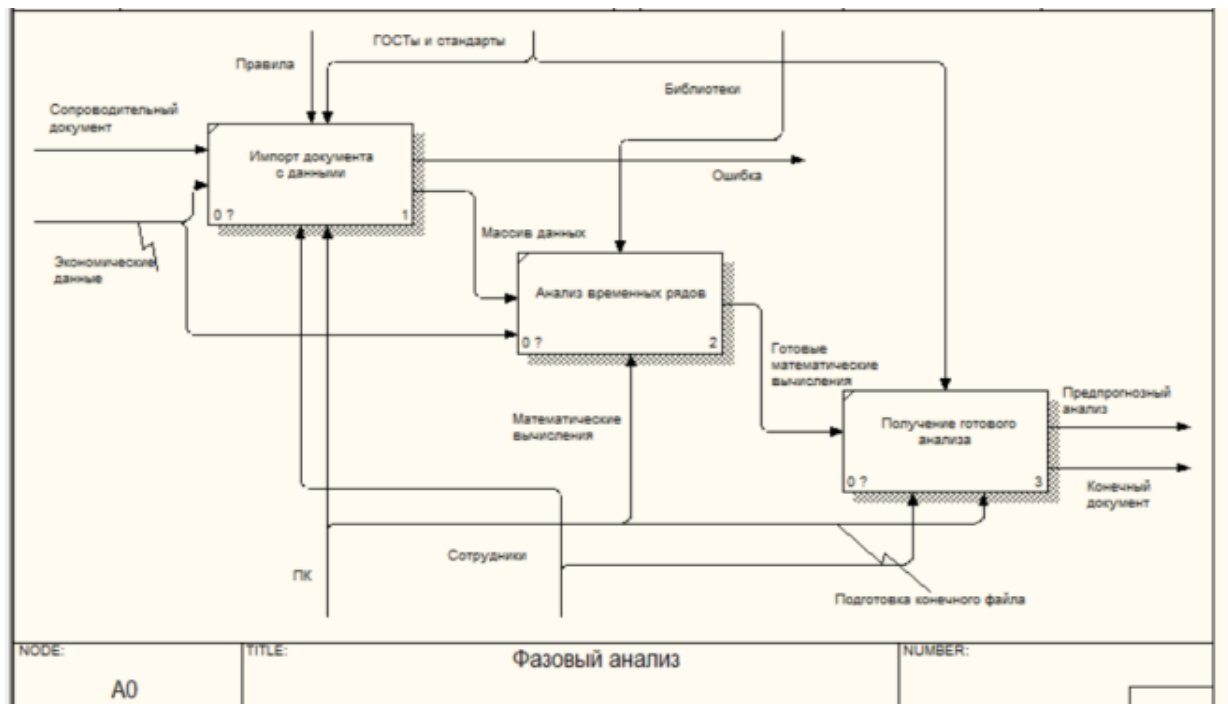 ГОСТы и стандарты
Правила
Библиотеки
Сопроводительный
документ
Импорт документа
с данными
0 ?
1
Ошибка
Массив данных
Экономические
данные
Анализ временных рядов
0 ?
2
Готовые
математические
вычисления
Предпрогнозный
анализ
Математические
вычисления
Получение готового
анализа
0 ?
3
Конечный
документ
Сотрудники
ПК
Подготовка конечного файла
NODE:
TITLE:
NUMBER:
Фазовый анализ
A0